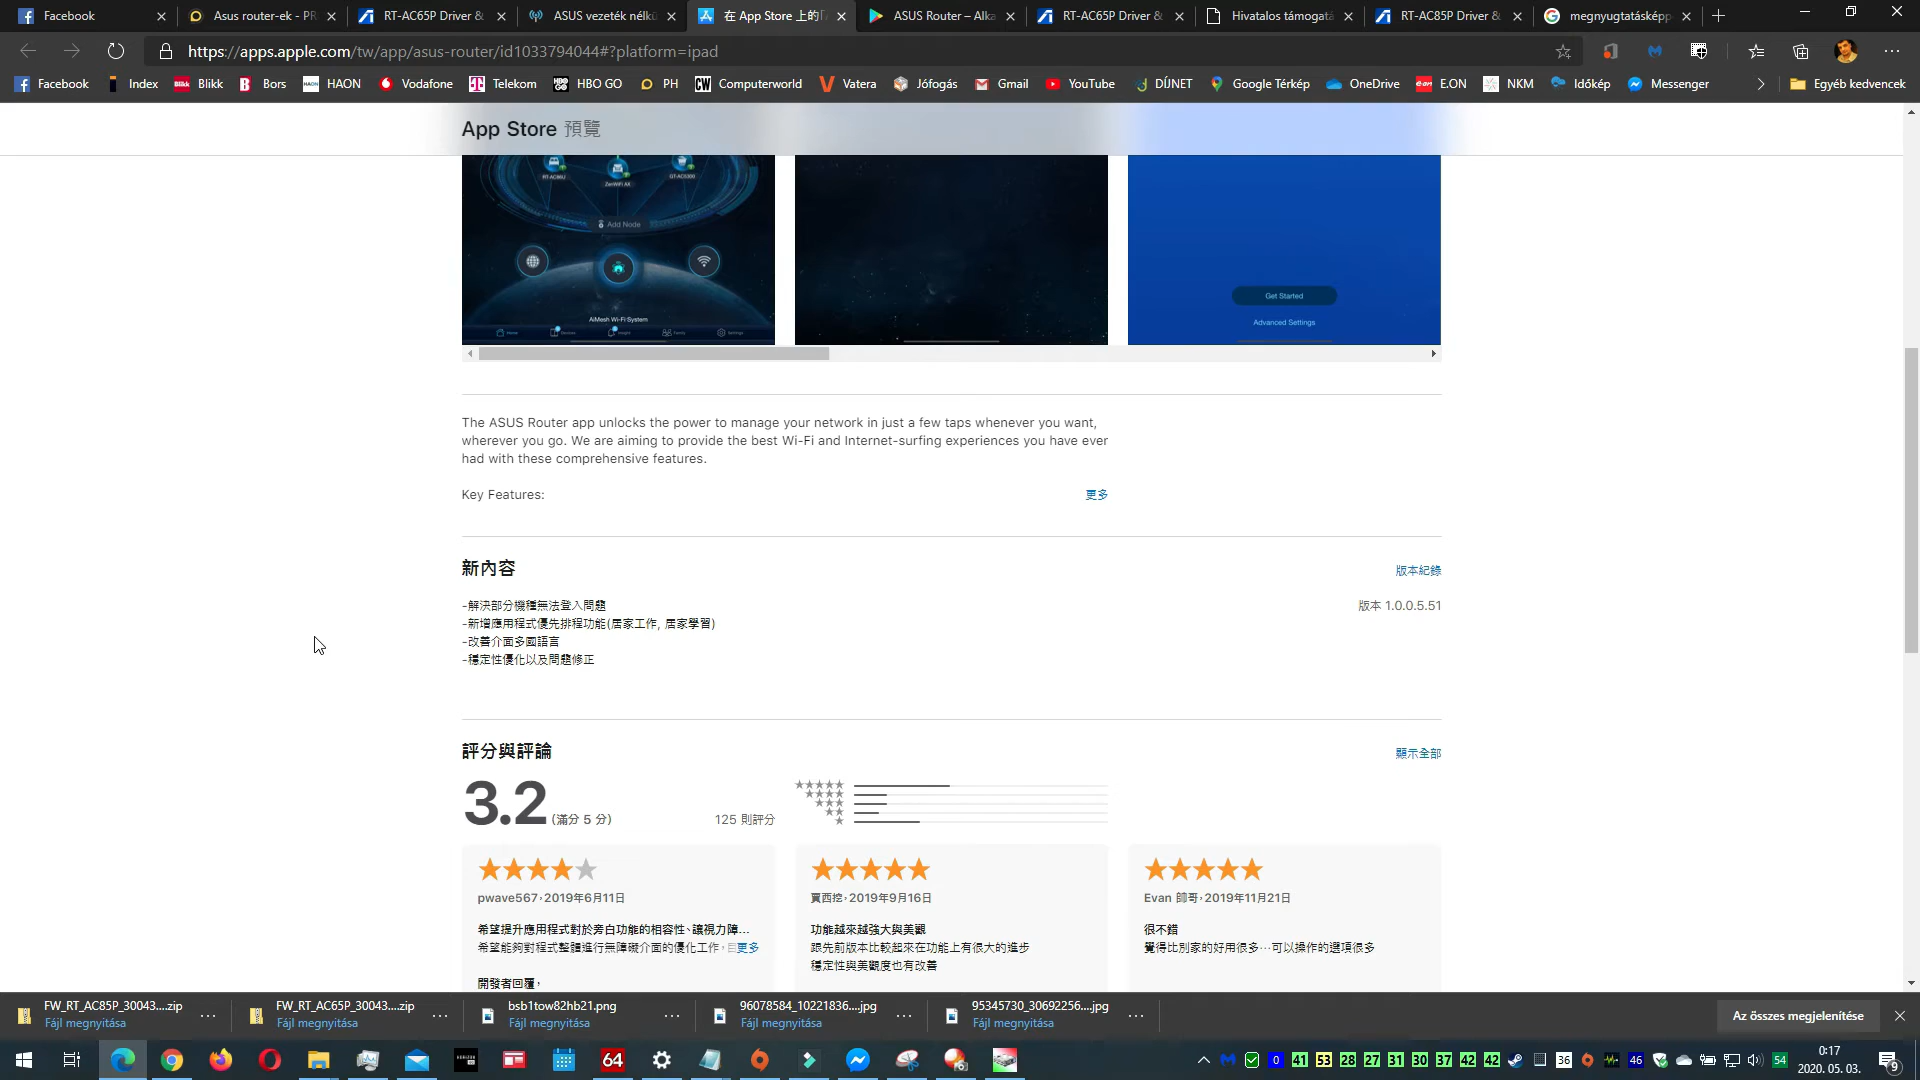 Facebook
Asus router-ek - PR
RT-AC65P Driver &
ASUS vezeték nélkü
在 App Store 上的「
ASUS Router – Alka
RT-AC65P Driver &
Hivatalos támogatá
RT-AC85P Driver &
megnyugtatásképp
https://apps.apple.com/tw/app/asus-router/id1033794044#?platform=ipad
Facebook
Index
Blikk
Bors
HAON
Vodafone
Telekom
HBO GO
PH
Computerworld
Vatera
Jófogás
Gmail
YouTube
DÍJNET
Google Térkép
OneDrive
E.ON
NKM
Időkép
Messenger
Egyéb kedvencek
App Store 預覽
ZenWiFi AX
Add Node
AiMesh Wi-Fi System
Home
Devices
Insight
Family
Settings
Get Started
Advanced Settings
The ASUS Router app unlocks the power to manage your network in just a few taps whenever you want,
wherever you go. We are aiming to provide the best Wi-Fi and Internet-surfing experiences you have ever
had with these comprehensive features.
Key Features:
更多
新內容
版本紀錄
-解決部分機種無法登入問題
版本 1.0.0.5.51
-新增應用程式優先排程功能(居家工作, 居家學習)
-改善介面多國語言
-穩定性優化以及問題修正
評分與評論
顯示全部
3.2 (滿分 5 分)
125 則評分
pwave567，2019年6月11日
希望提升應用程式對於旁白功能的相容性、讓視力障...
希望能夠對程式整體進行無障礙介面的優化工作，
更多
開發者回覆，
賈西挖，2019年9月16日
功能越來越強大與美觀
跟先前版本比較起來在功能上有很大的進步
穩定性與美觀度也有改善
Evan 帥哥，2019年11月21日
很不錯
覺得比別家的好用很多⋯可以操作的選項很多
FW_RT_AC85P_30043....zip
Fájl megnyitása
FW_RT_AC65P_30043....zip
Fájl megnyitása
bsb1tow82hb21.png
Fájl megnyitása
96078584_10221836....jpg
Fájl megnyitása
95345730_30692256....jpg
Fájl megnyitása
Az összes megjelenítése
64
0
41
53
28
27
31
30
37
42
42
36
46
54
0:17
2020. 05. 03.
9